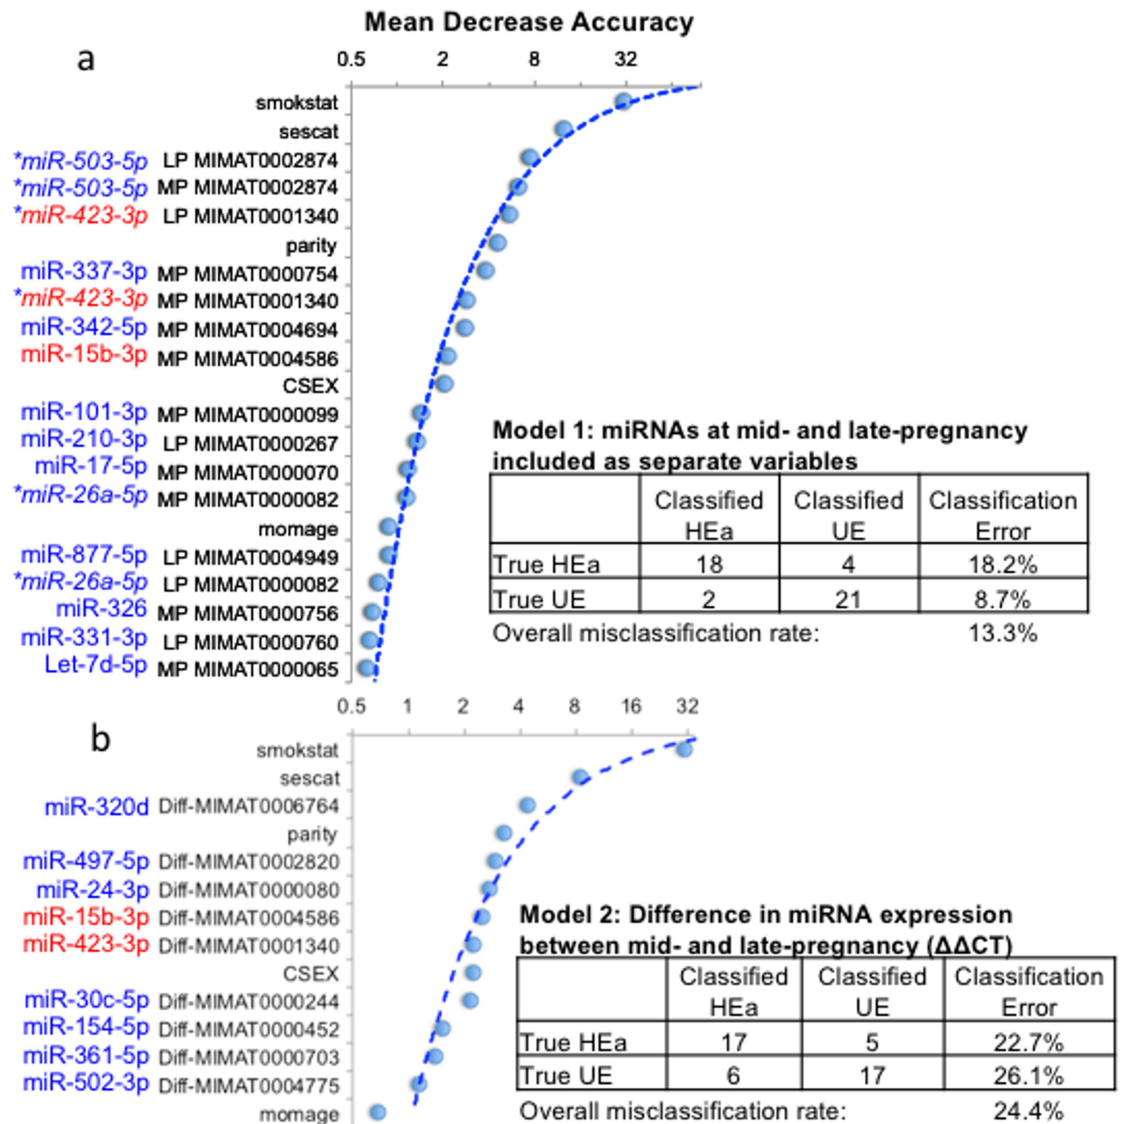 Mean Decrease Accuracy
a
0.5 2 8 32
smokstat
sescat
*miR-503-5p LP MIMAT0002874
*miR-503-5p MP MIMAT0002874
*miR-423-3p LP MIMAT0001340
parity
miR-337-3p MP MIMAT0000754
*miR-423-3p MP MIMAT0001340
miR-342-5p MP MIMAT0004694
miR-15b-3p MP MIMAT0004586
CSEX
miR-101-3p MP MIMAT0000099
miR-210-3p LP MIMAT0000267
miR-17-5p MP MIMAT0000070
*miR-26a-5p MP MIMAT0000082
momage
miR-877-5p LP MIMAT0004949
*miR-26a-5p LP MIMAT0000082
miR-326 MP MIMAT0000756
miR-331-3p LP MIMAT0000760
Let-7d-5p MP MIMAT0000065
Model 1: miRNAs at mid- and late-pregnancy
included as separate variables
Classified Classified Classification
HEa UE Error
True HEa 18 4 18.2%
True UE 2 21 8.7%
Overall misclassification rate: 13.3%
b
0.5 1 2 4 8 16 32
smokstat
sescat
miR-320d Diff-MIMAT0006764
parity
miR-497-5p Diff-MIMAT0002820
miR-24-3p Diff-MIMAT0000080
miR-15b-3p Diff-MIMAT0004586
miR-423-3p Diff-MIMAT0001340
CSEX
miR-30c-5p Diff-MIMAT0000244
miR-154-5p Diff-MIMAT0000452
miR-361-5p Diff-MIMAT0000703
miR-502-3p Diff-MIMAT0004775
momage
Model 2: Difference in miRNA expression
between mid- and late-pregnancy (ΔΔCT)
Classified Classified Classification
HEa UE Error
True HEa 17 5 22.7%
True UE 6 17 26.1%
Overall misclassification rate: 24.4%